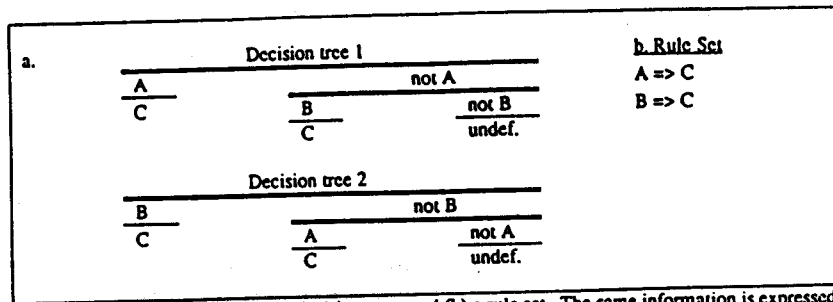 a.
Decision tree 1
A
not A
C
B
not B
C
undef.
Decision tree 2
B
not B
C
A
not A
C
undef.
b. Rule Set
A => C
B => C
(b) a rule set. The same information is expressed